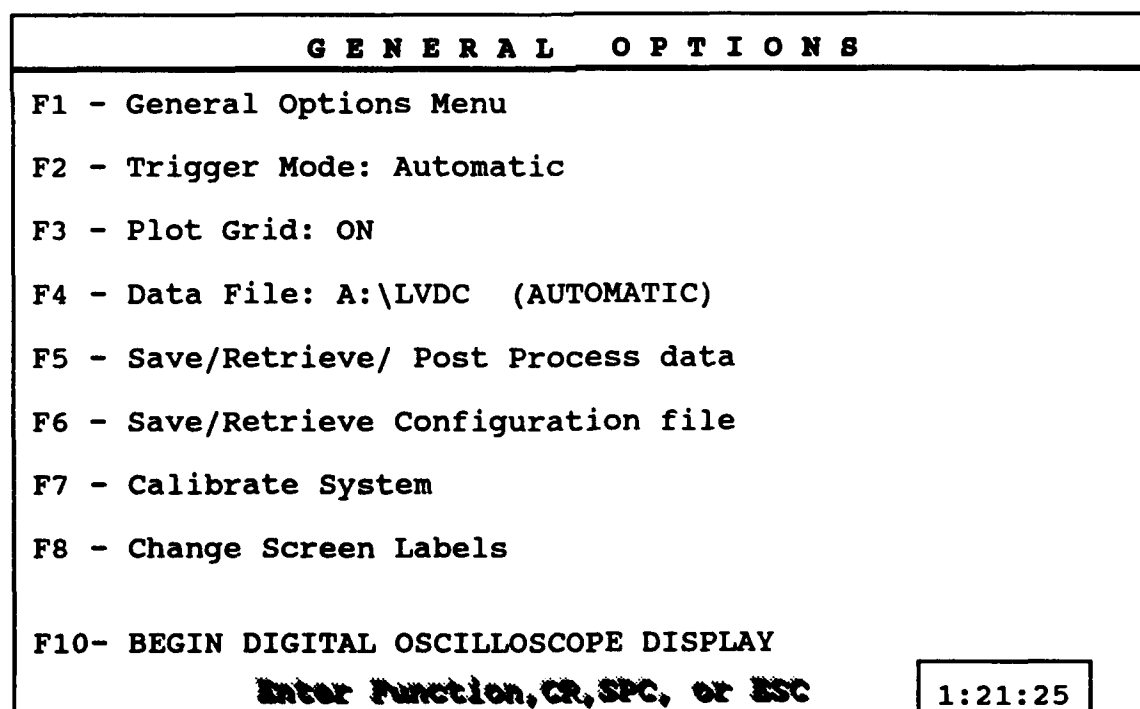 G E N E R A L   O P T I O N S
F1 - General Options Menu
F2 - Trigger Mode: Automatic
F3 - Plot Grid: ON
F4 - Data File: A:\LVDC (AUTOMATIC)
F5 - Save/Retrieve/ Post Process data
F6 - Save/Retrieve Configuration file
F7 - Calibrate System
F8 - Change Screen Labels
F10- BEGIN DIGITAL OSCILLOSCOPE DISPLAY
Enter Function,CR,SPC, or ESC
1:21:25